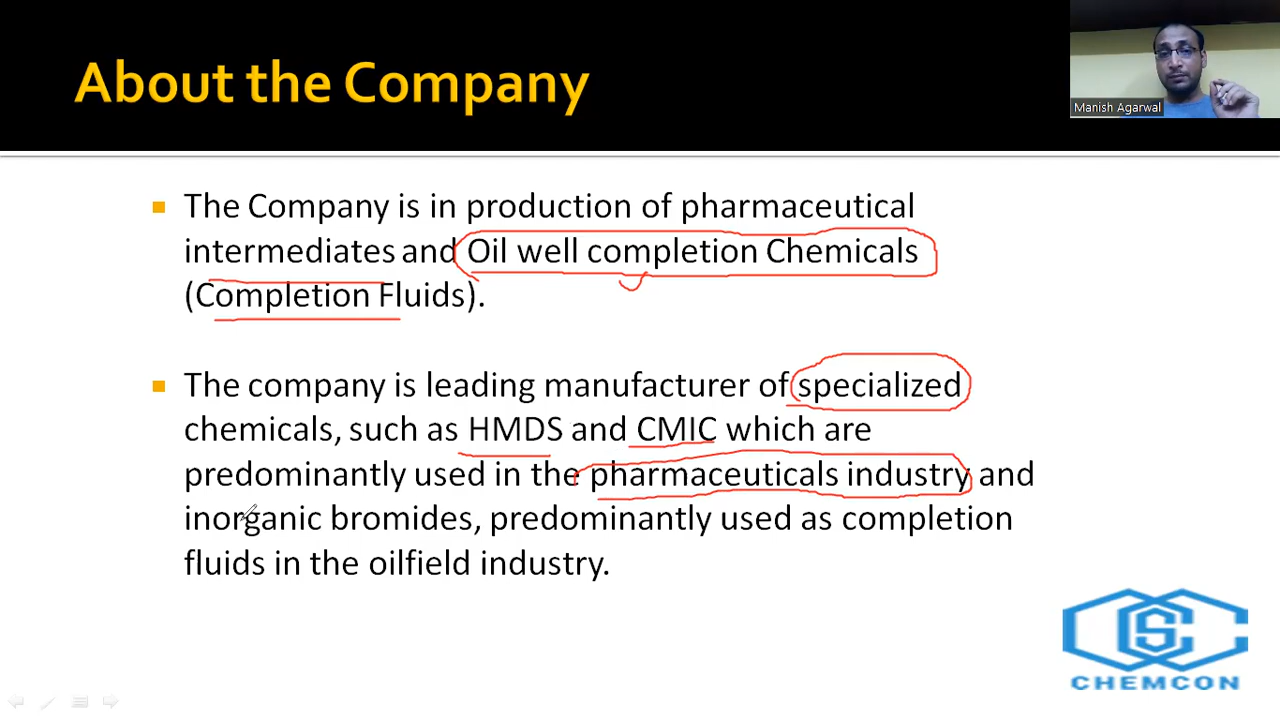 About the Company
Manish Agarwal
The Company is in production of pharmaceutical
intermediates and Oil well completion Chemicals
(Completion Fluids).
The company is leading manufacturer of specialized
chemicals, such as HMDS and CMIC which are
predominantly used in the pharmaceuticals industry and
inorganic bromides, predominantly used as completion
fluids in the oilfield industry.
CSC
CHEMCON